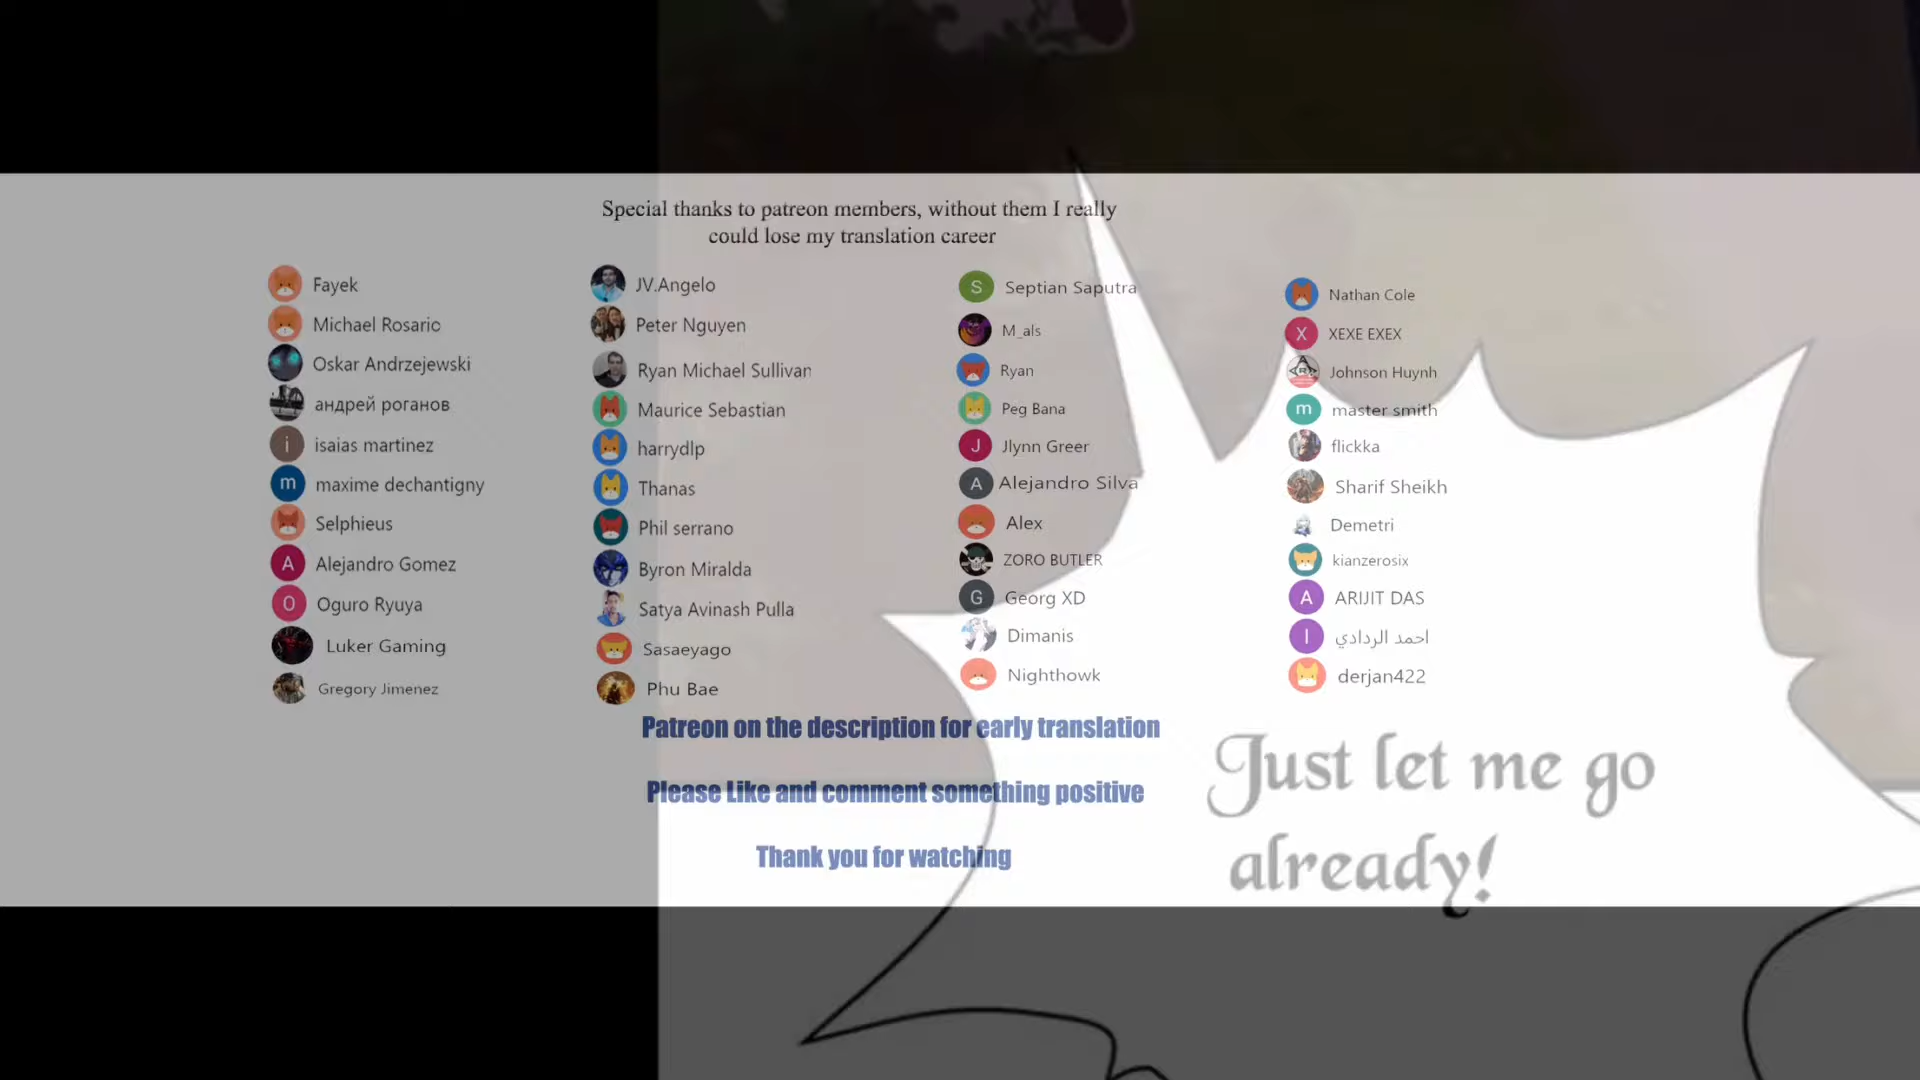 Special thanks to patreon members, without them I really
could lose my translation career
Fayek
Michael Rosario
Oskar Andrzejewski
андрей роганов
i isaias martinez
m maxime dechantigny
Selphieus
A Alejandro Gomez
O Oguro Ryuya
Luker Gaming
Gregory Jimenez
JV.Angelo
Peter Nguyen
Ryan Michael Sullivan
Maurice Sebastian
harrydlp
Thanas
Phil serrano
Byron Miralda
Satya Avinash Pulla
Sasaeyago
Phu Bae
S Septian Saputra
M_als
Ryan
Peg Bana
J Jlynn Greer
A Alejandro Silva
Alex
ZORO BUTLER
G Georg XD
Dimanis
Nighthowk
Nathan Cole
X XEXE EXEX
Johnson Huynh
m master smith
flickka
Sharif Sheikh
Demetri
kianzerosix
A ARIJIT DAS
I احمد الردادي
derjan422
Patreon on the description for early translation
Please Like and comment something positive
Thank you for watching
Just let me go
already!